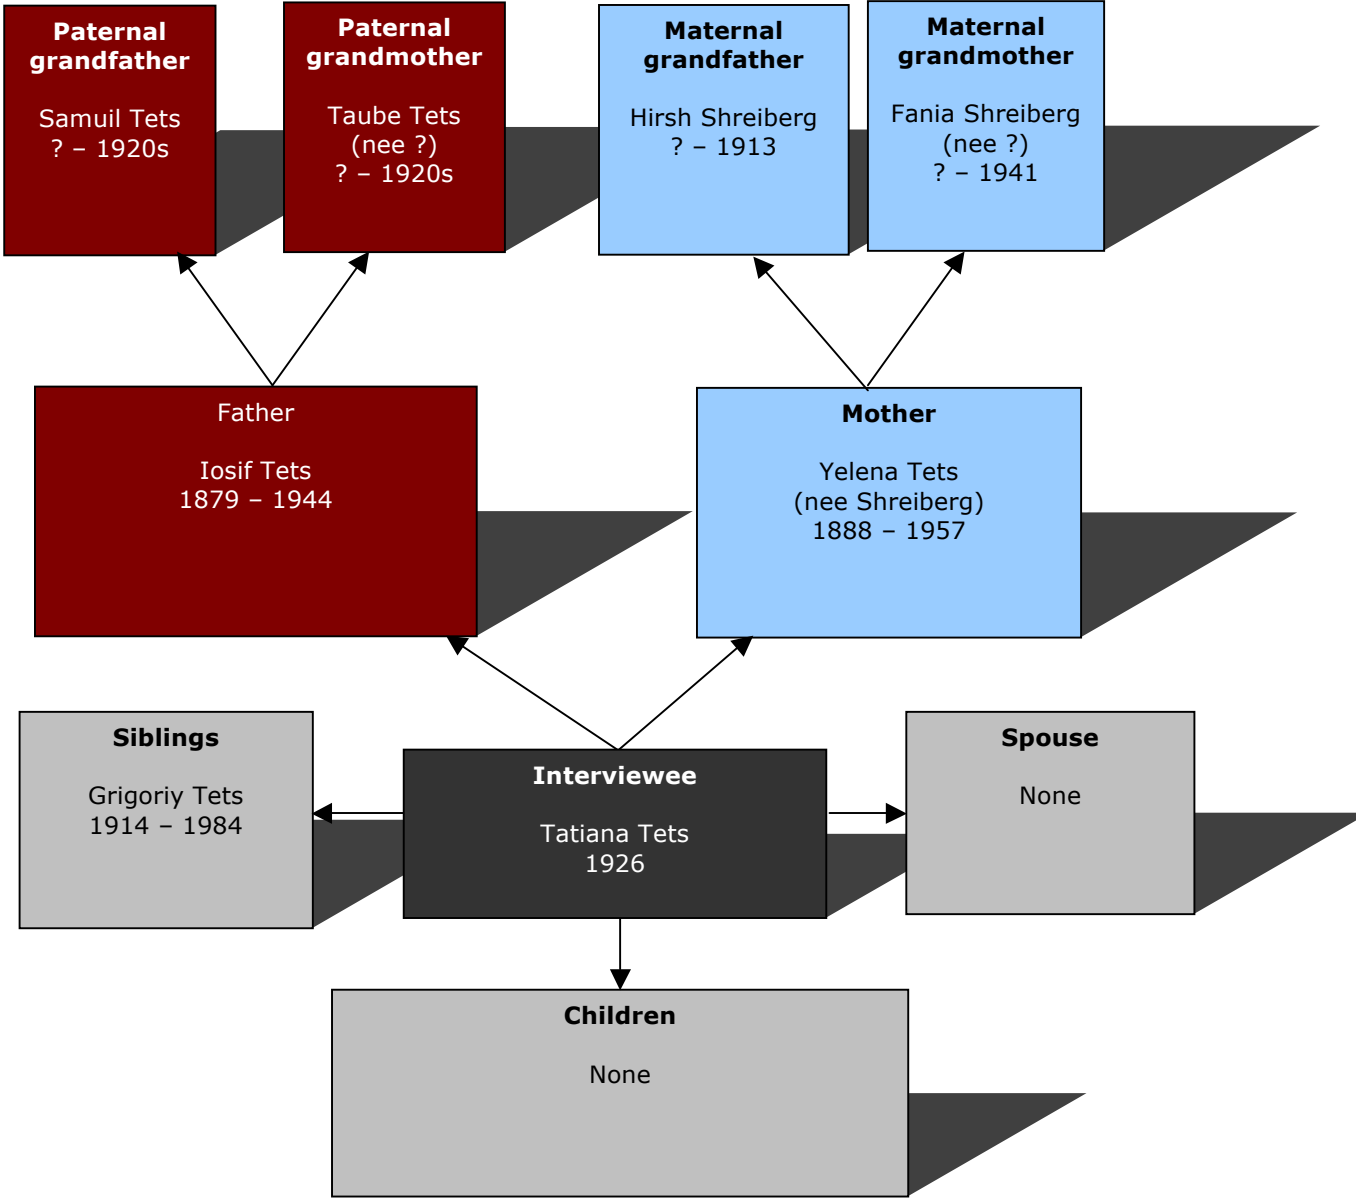 Paternal
grandfather
Samuil Tets
? – 1920s
Paternal
grandmother
Taube Tets
(nee ?)
? – 1920s
Maternal
grandfather
Hirsh Shreiberg
? – 1913
Maternal
grandmother
Fania Shreiberg
(nee ?)
? – 1941
Father
Iosif Tets
1879 – 1944
Mother
Yelena Tets
(nee Shreiberg)
1888 – 1957
Siblings
Grigoriy Tets
1914 – 1984
Interviewee
Tatiana Tets
1926
Spouse
None
Children
None